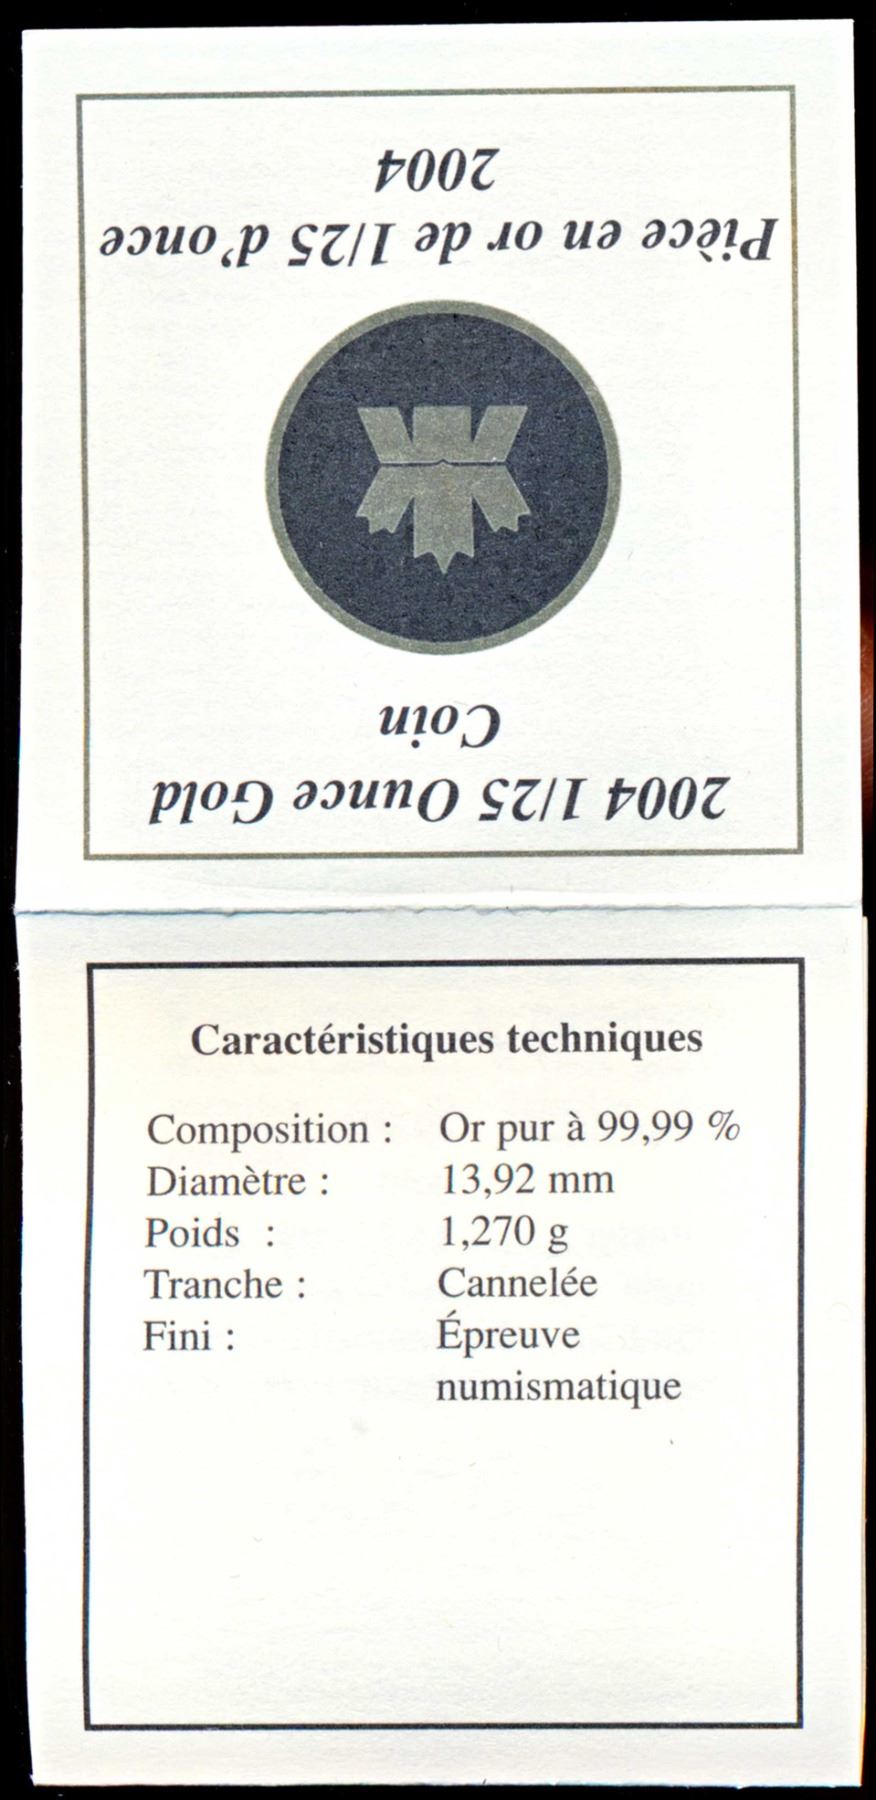 2004 1/25 Ounce Gold
Coin
Pièce en or de 1/25 d'once
2004
Caractéristiques techniques
Composition : Or pur à 99,99 %
Diamètre : 13,92 mm
Poids : 1,270 g
Tranche : Cannelée
Fini : Épreuve
numismatique